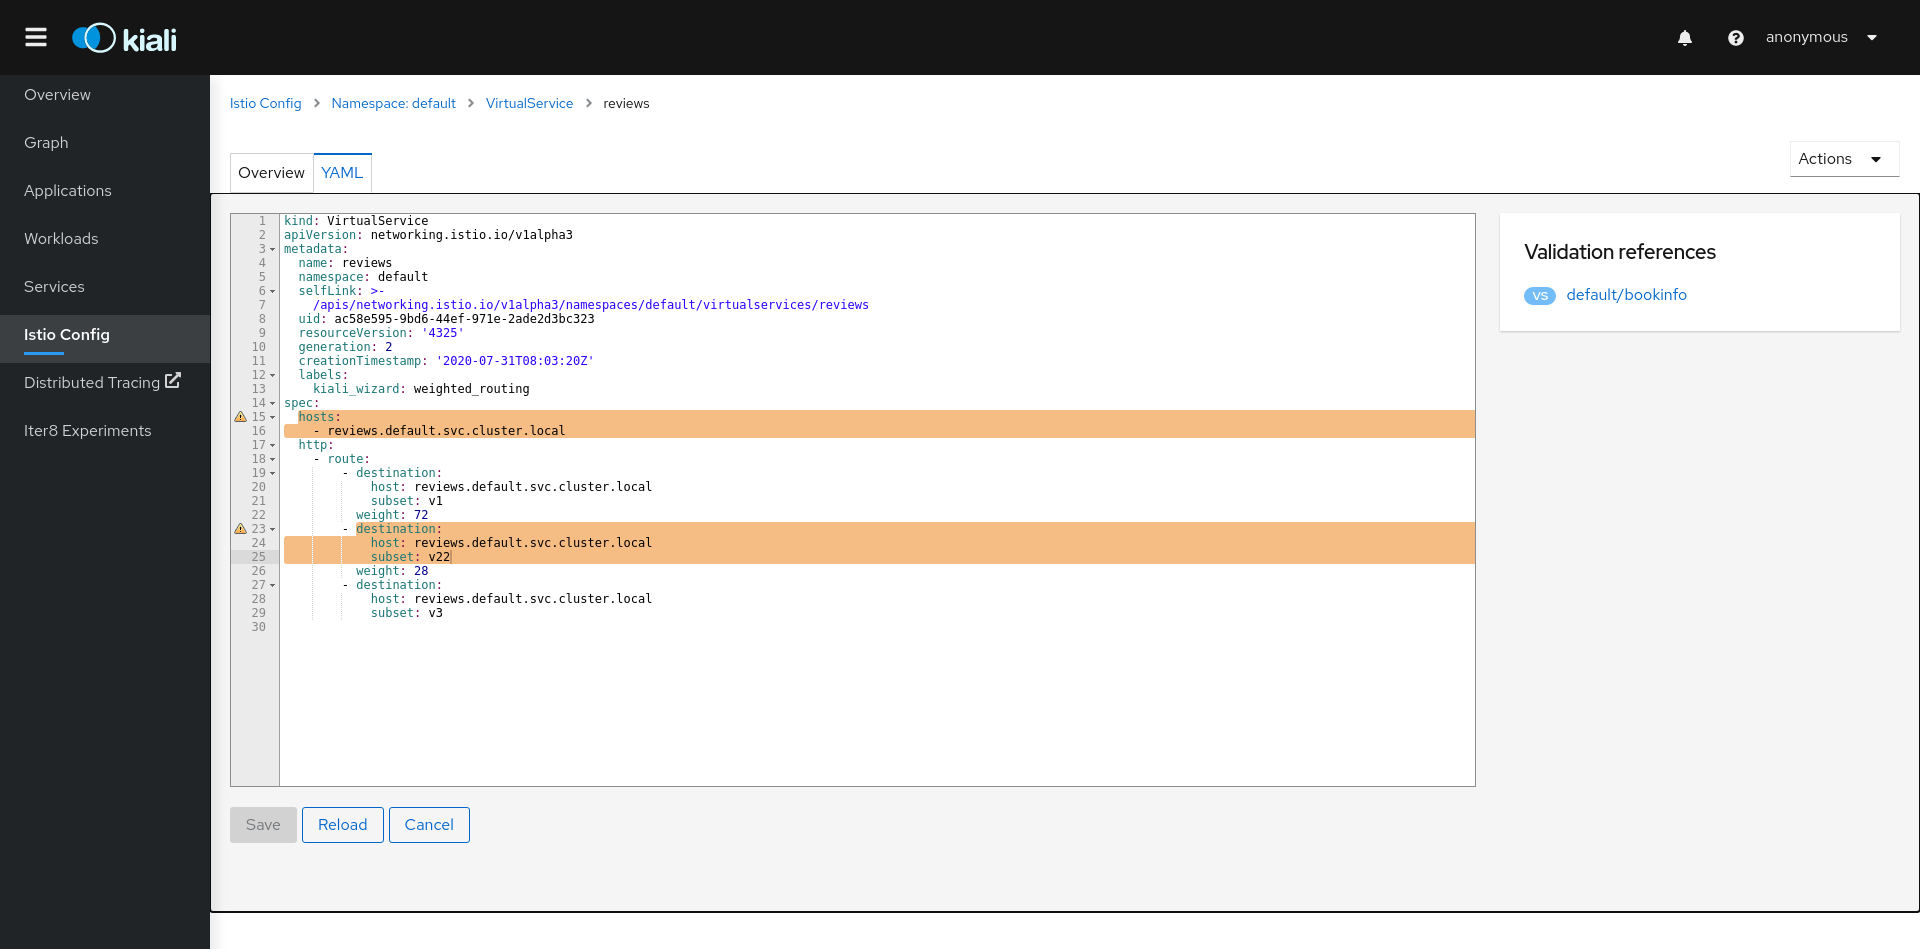 kiali
anonymous
Overview
Graph
Applications
Workloads
Services
Istio Config
Distributed Tracing
Iter8 Experiments
Istio Config > Namespace: default > VirtualService > reviews
Overview YAML
Actions
1 kind: VirtualService
2 apiVersion: networking.istio.io/v1alpha3
3 metadata:
4   name: reviews
5   namespace: default
6   selfLink: >-
7     /apis/networking.istio.io/v1alpha3/namespaces/default/virtualservices/reviews
8   uid: ac58e595-9bd6-44ef-971e-2ade2d3bc323
9   resourceVersion: '4325'
10   generation: 2
11   creationTimestamp: '2020-07-31T08:03:20Z'
12   labels:
13     kiali_wizard: weighted_routing
14 spec:
15   hosts:
16     - reviews.default.svc.cluster.local
17   http:
18     - route:
19         - destination:
20             host: reviews.default.svc.cluster.local
21             subset: v1
22           weight: 72
23         - destination:
24             host: reviews.default.svc.cluster.local
25             subset: v22
26           weight: 28
27         - destination:
28             host: reviews.default.svc.cluster.local
29             subset: v3
30
Validation references
VS default/bookinfo
Save Reload Cancel